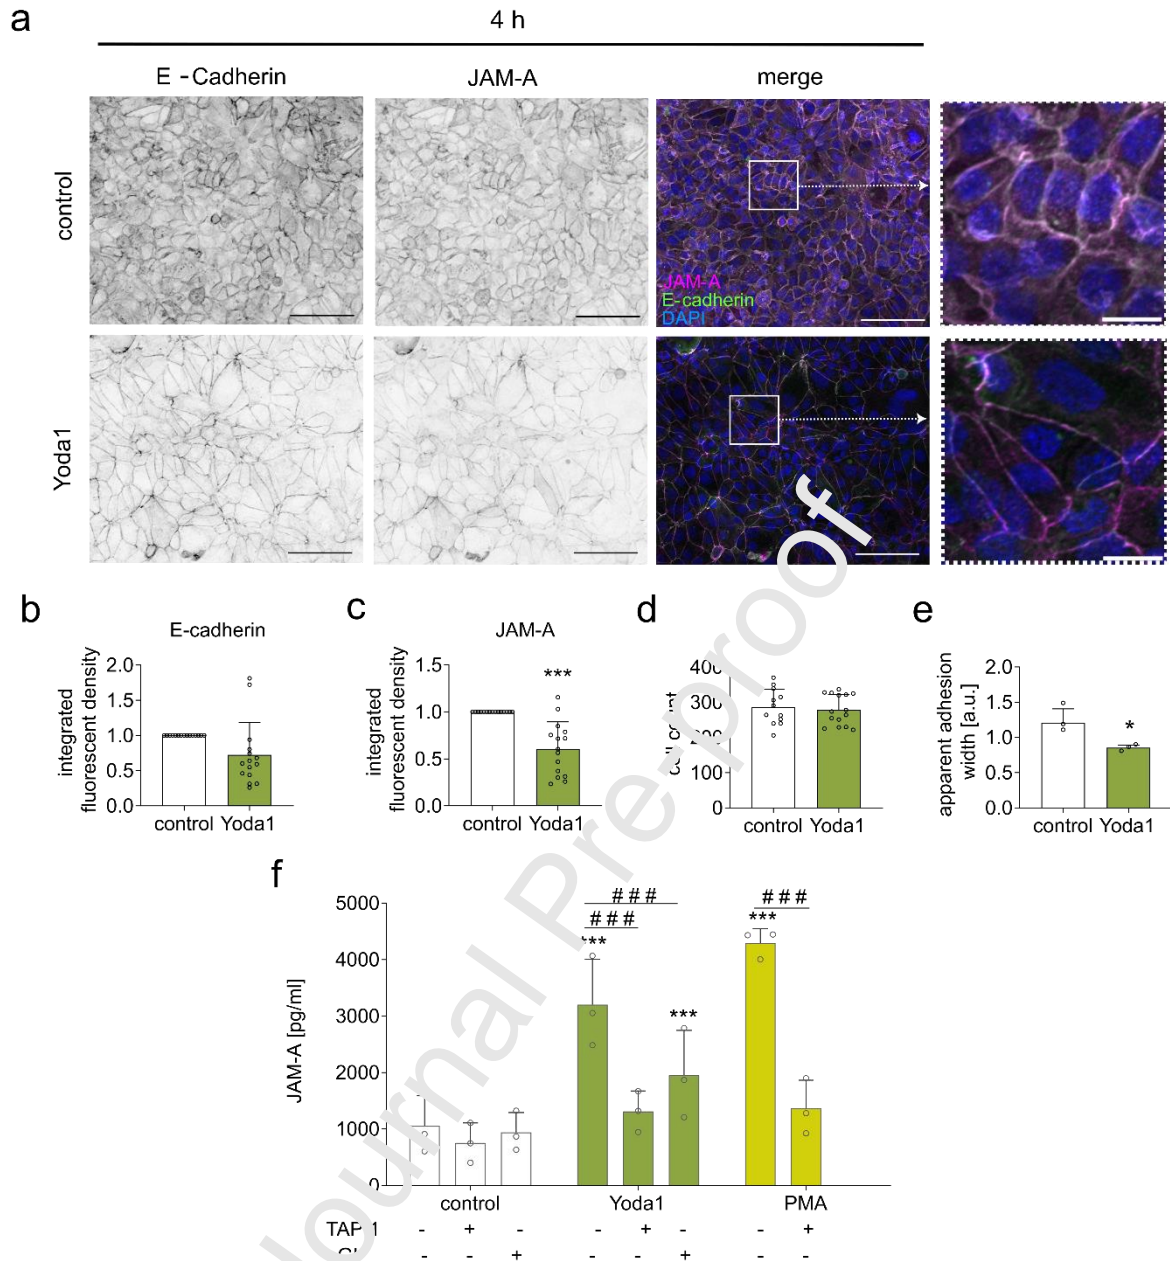 a
4 h
E - Cadherin JAM-A merge
control
JAM-A
E-cadherin
DAPI
Yoda1
b
E-cadherin
integrated
fluorescent density
2.0
1.5
1.0
0.5
0.0
control Yoda1
c
JAM-A
integrated
fluorescent density
1.5
1.0
0.5
0.0
***
control Yoda1
d
400
300
200
100
0
control Yoda1
e
apparent adhesion
width [a.u.]
2.0
1.5
1.0
0.5
0.0
*
control Yoda1
f
JAM-A [pg/ml]
5000
4000
3000
2000
1000
0
# # #
# # #
***
***
# # #
***
control Yoda1 PMA
- + - - + - - +
- - + - - + - -
Journal Pre-proof